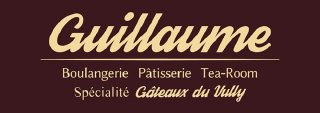 Guillaume
Boulangerie Pâtisserie Tea-Room
Spécialité Gâteaux du Vully